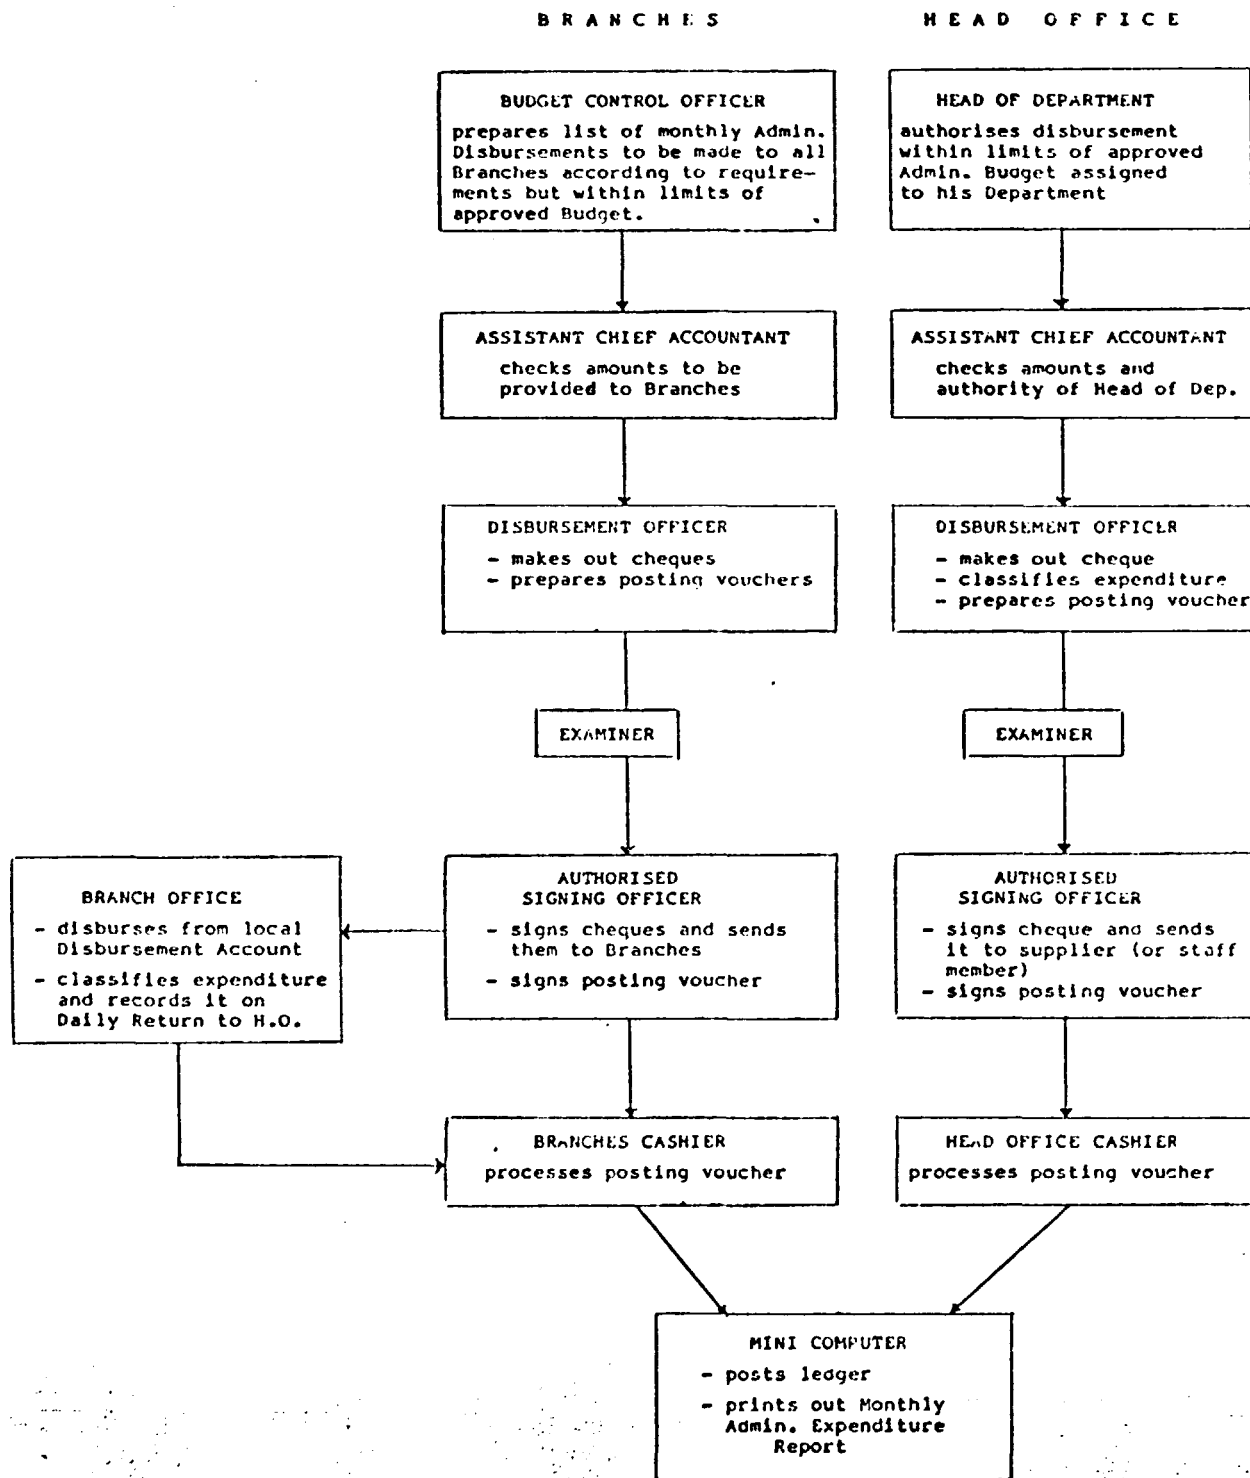 BRANCHES
HEAD OFFICE
BUDGET CONTROL OFFICER
prepares list of monthly Admin.
Disbursements to be made to all
Branches according to require-
ments but within limits of
approved Budget.
HEAD OF DEPARTMENT
authorises disbursement
within limits of approved
Admin. Budget assigned
to his Department
ASSISTANT CHIEF ACCOUNTANT
checks amounts to be
provided to Branches
ASSISTANT CHIEF ACCOUNTANT
checks amounts and
authority of Head of Dep.
DISBURSEMENT OFFICER
- makes out cheques
- prepares posting vouchers
DISBURSEMENT OFFICER
- makes out cheque
- classifies expenditure
- prepares posting voucher
EXAMINER
EXAMINER
BRANCH OFFICE
- disburses from local
Disbursement Account
- classifies expenditure
and records it on
Daily Return to H.O.
AUTHORISED
SIGNING OFFICER
- signs cheques and sends
them to Branches
- signs posting voucher
AUTHORISED
SIGNING OFFICER
- signs cheque and sends
it to supplier (or staff
member)
- signs posting voucher
BRANCHES CASHIER
processes posting voucher
HEAD OFFICE CASHIER
processes posting voucher
MINI COMPUTER
- posts ledger
- prints out Monthly
Admin. Expenditure
Report